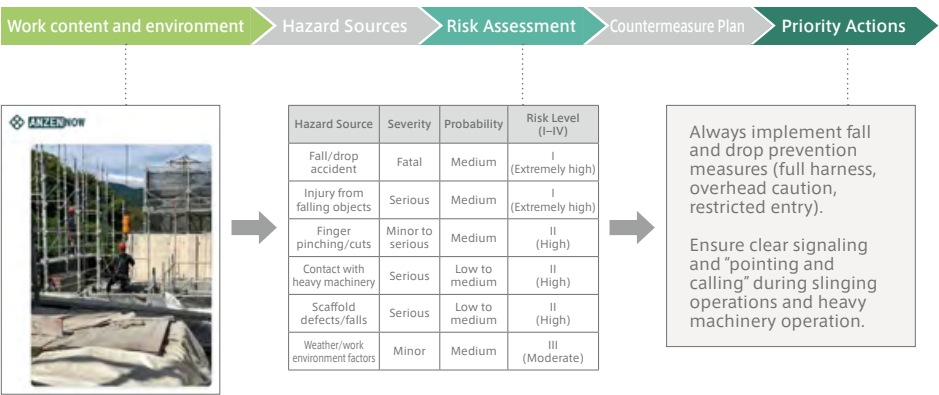 Work content and environment
Hazard Sources
Risk Assessment
Countermeasure Plan
Priority Actions
ANZEN NOW
Hazard Source Severity Probability Risk Level
(I–IV)
Fall/drop
accident Fatal Medium I
(Extremely high)
Injury from
falling objects Serious Medium I
(Extremely high)
Finger
pinching/cuts Minor to
serious Medium II
(High)
Contact with
heavy machinery Serious Low to
medium II
(High)
Scaffold
defects/falls Serious Low to
medium II
(High)
Weather/work
environment factors Minor Medium III
(Moderate)
Always implement fall
and drop prevention
measures (full harness,
overhead caution,
restricted entry).
Ensure clear signaling
and "pointing and
calling" during slinging
operations and heavy
machinery operation.